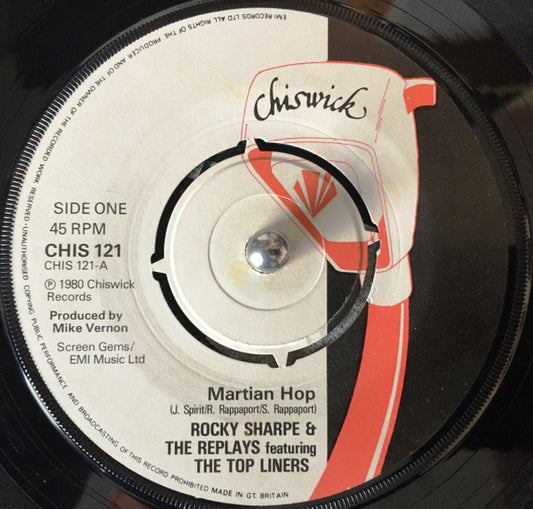 EMI RECORDS LTD ALL RIGHTS OF THE PRODUCER AND OF THE OWNER OF THE RECORDED WORK RESERVED - UNAUTHORISED COPYING PUBLIC PERFORMANCE AND BROADCASTING OF THIS RECORD PROHIBITED MADE IN GT. BRITAIN
Chiswick
SIDE ONE
45 RPM
CHIS 121
CHIS 121-A
℗ 1980 Chiswick
Records
Produced by
Mike Vernon
Screen Gems/
EMI Music Ltd
Martian Hop
(J. Spirit/R. Rappaport/S. Rappaport)
ROCKY SHARPE &
THE REPLAYS featuring
THE TOP LINERS